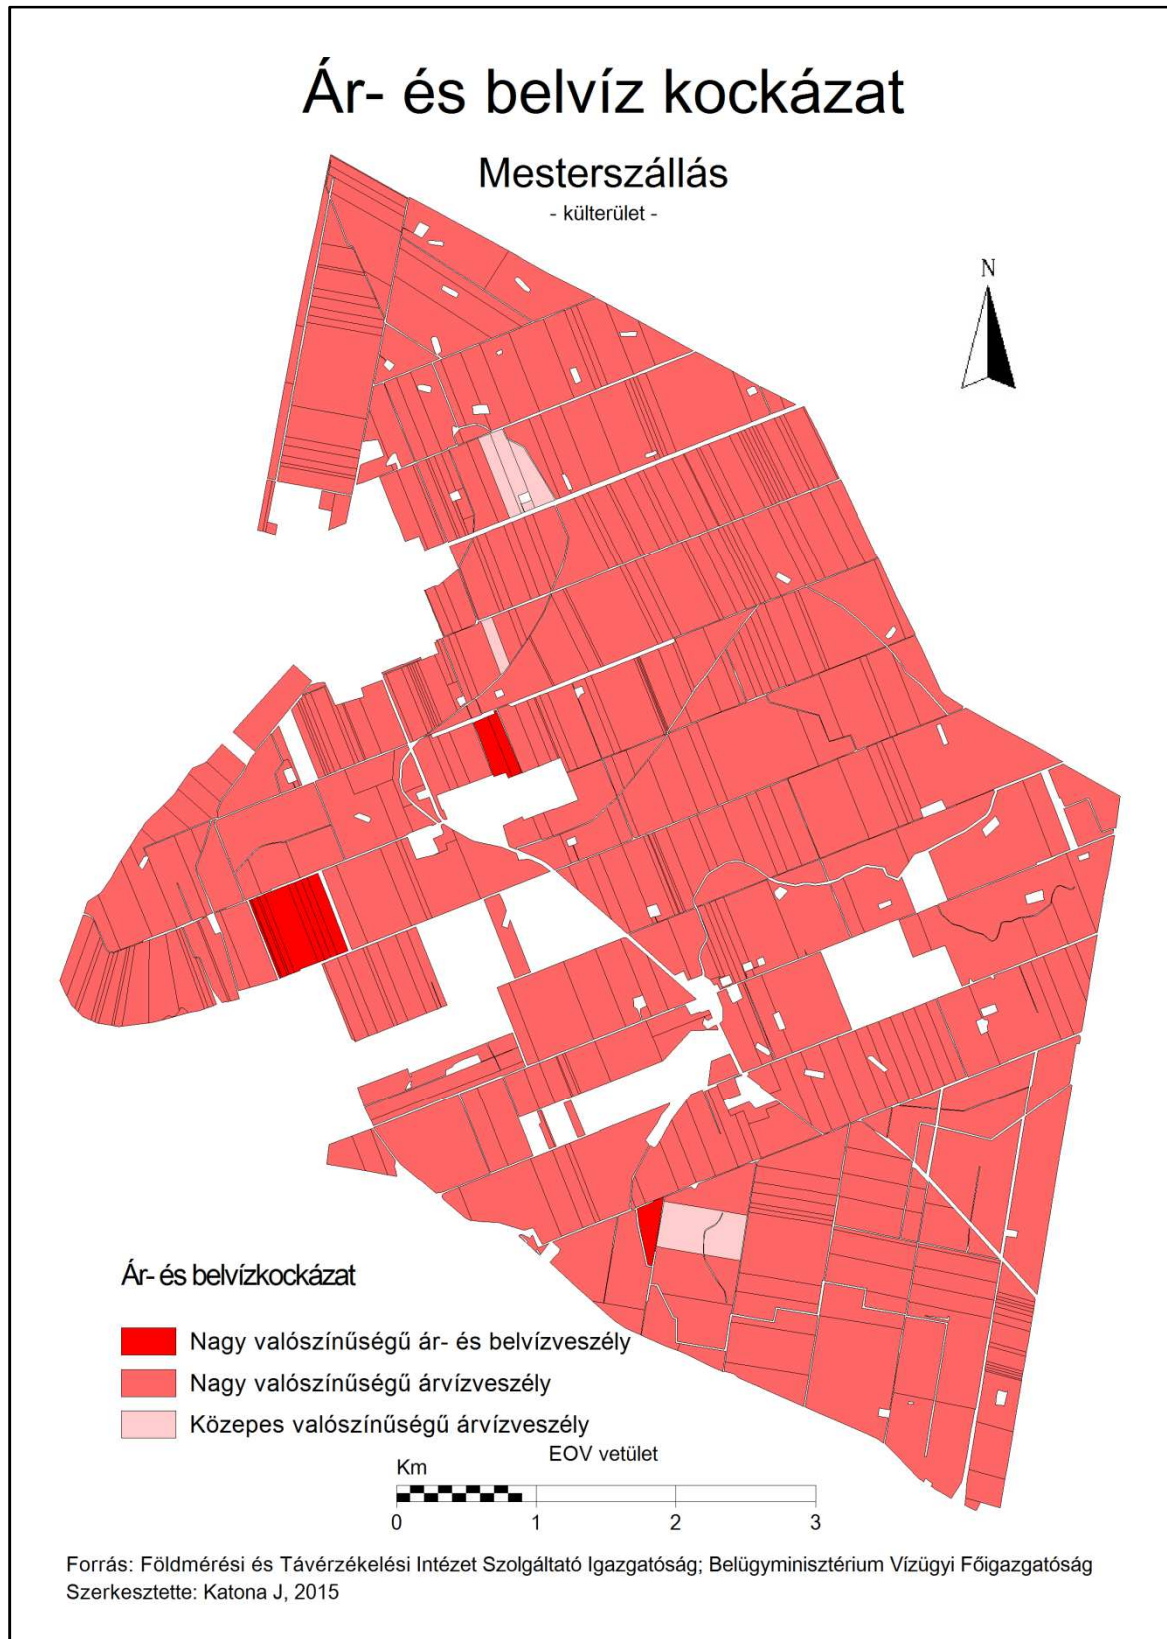 Ár- és belvíz kockázat
Mesterszállás
- külterület -
N
Ár- és belvízkockázat
Nagy valószínűségű ár- és belvízveszély
Nagy valószínűségű árvízveszély
Közepes valószínűségű árvízveszély
EOV vetület
Km
0 1 2 3
Forrás: Földmérési és Távérzékelési Intézet Szolgáltató Igazgatóság; Belügyminisztérium Vízügyi Főigazgatóság
Szerkesztette: Katona J, 2015